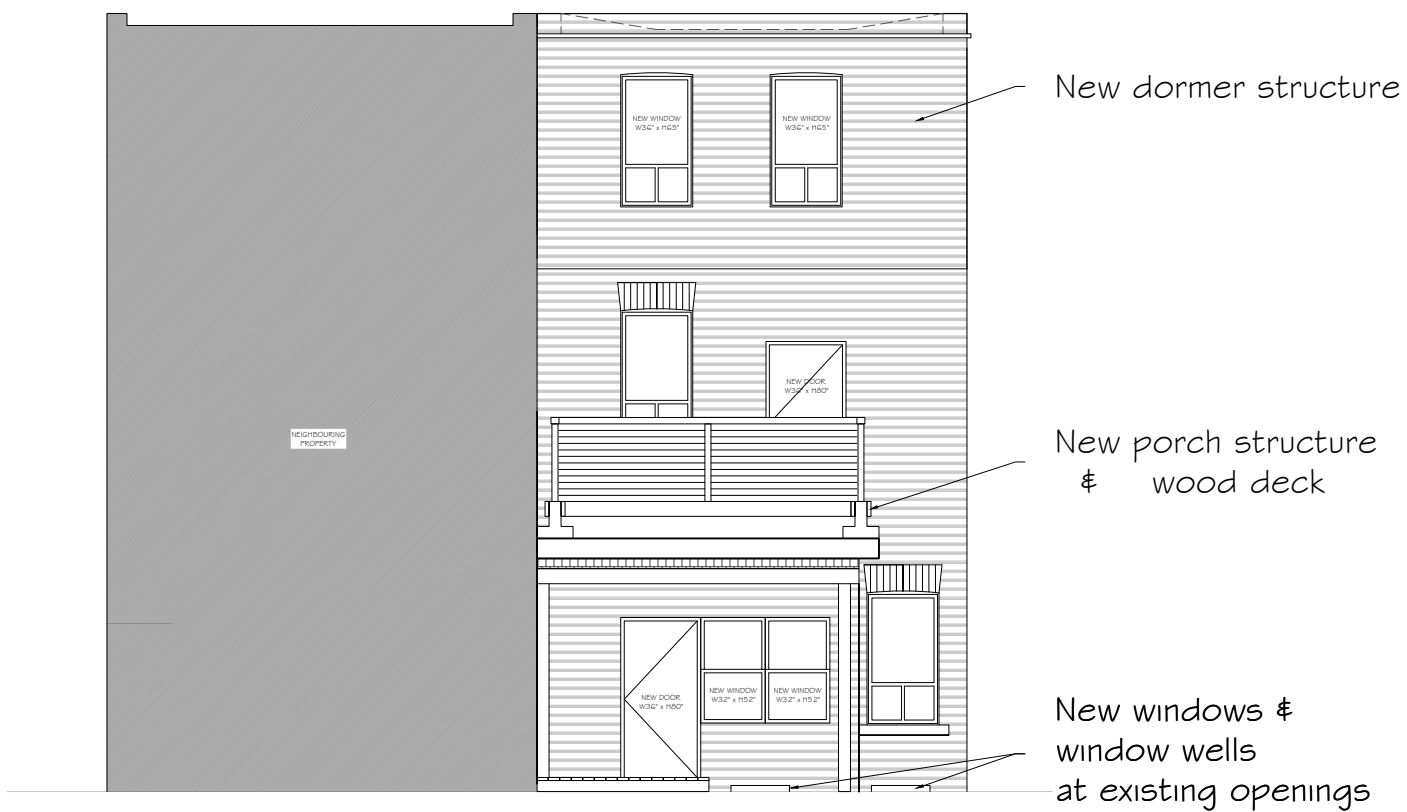 New dormer structure
NEW WINDOW
W36" x H65"
NEW WINDOW
W36" x H65"
NEW DOOR
W36" x H80"
NEIGHBOURING
PROPERTY
New porch structure
& wood deck
NEW DOOR
W36" x H80"
NEW WINDOW
W32" x H52"
NEW WINDOW
W32" x H52"
New windows &
window wells
at existing openings